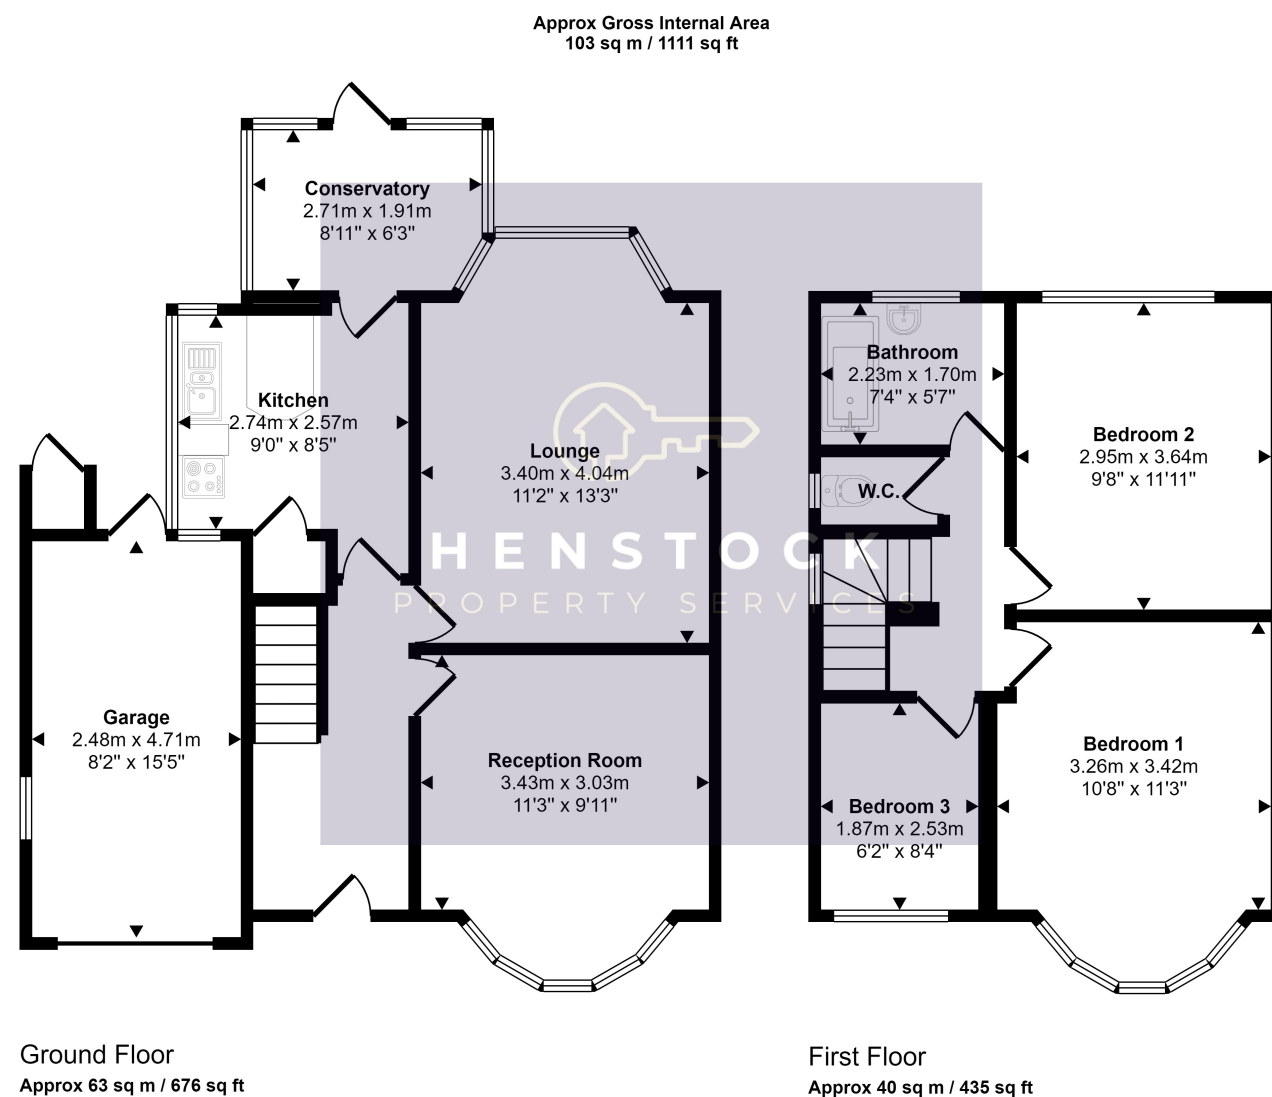 Approx Gross Internal Area
103 sq m / 1111 sq ft
Conservatory
2.71m x 1.91m
8'11" x 6'3"
Kitchen
2.74m x 2.57m
9'0" x 8'5"
Lounge
3.40m x 4.04m
11'2" x 13'3"
HENSTOCK
PROPERTY SERVICES
Garage
2.48m x 4.71m
8'2" x 15'5"
Reception Room
3.43m x 3.03m
11'3" x 9'11"
Bathroom
2.23m x 1.70m
7'4" x 5'7"
W.C.
Bedroom 2
2.95m x 3.64m
9'8" x 11'11"
Bedroom 1
3.26m x 3.42m
10'8" x 11'3"
Bedroom 3
1.87m x 2.53m
6'2" x 8'4"
Ground Floor
Approx 63 sq m / 676 sq ft
First Floor
Approx 40 sq m / 435 sq ft